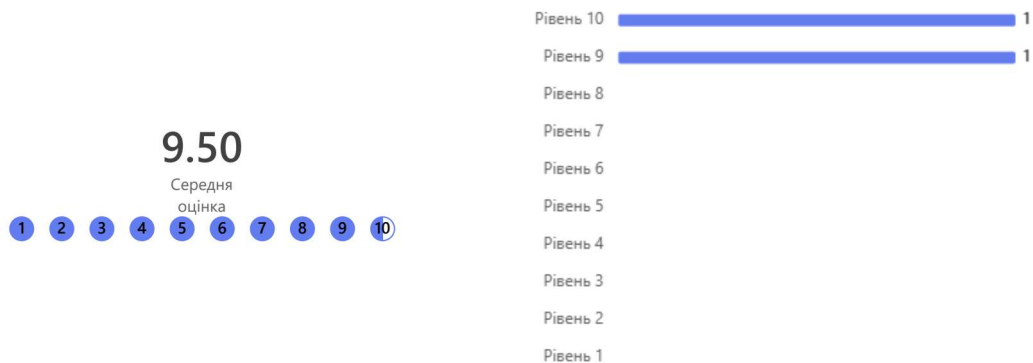 9.50
Середня
оцінка
1 2 3 4 5 6 7 8 9 10
Рівень 10 1
Рівень 9 1
Рівень 8
Рівень 7
Рівень 6
Рівень 5
Рівень 4
Рівень 3
Рівень 2
Рівень 1